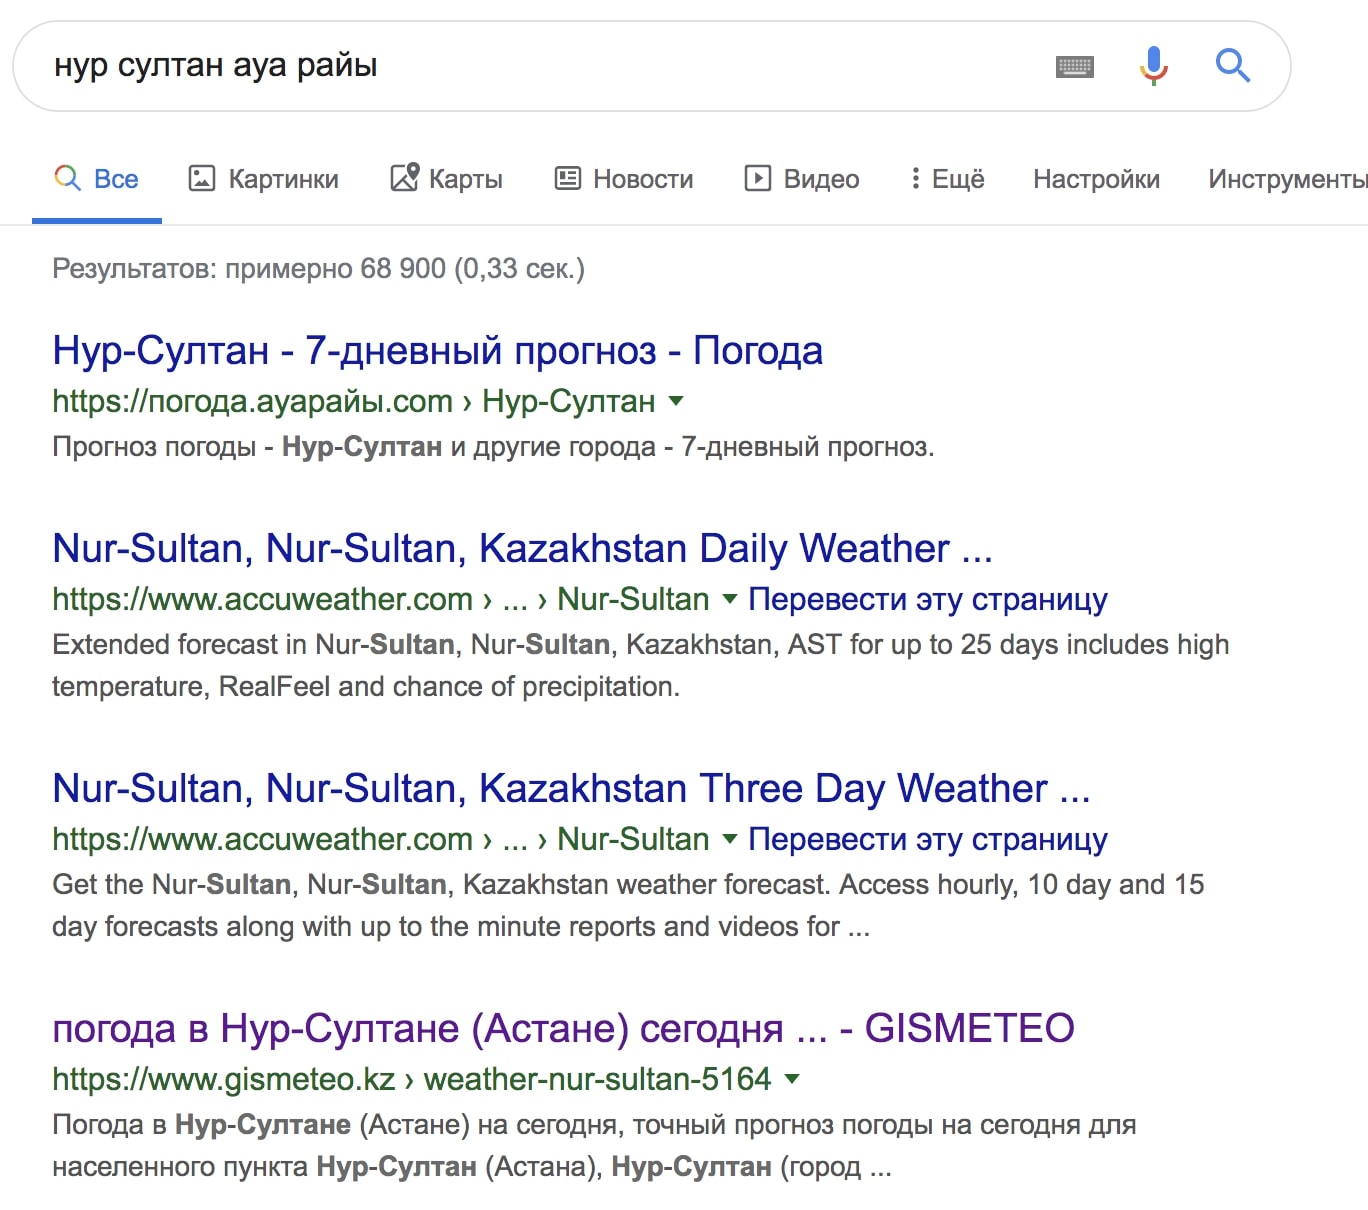 нур султан ауа райы
Все Картинки Карты Новости Видео Ещё Настройки Инструменты
Результатов: примерно 68 900 (0,33 сек.)
Нур-Султан - 7-дневный прогноз - Погода
https://погода.ауарайы.com › Нур-Султан
Прогноз погоды - Нур-Султан и другие города - 7-дневный прогноз.
Nur-Sultan, Nur-Sultan, Kazakhstan Daily Weather ...
https://www.accuweather.com › ... › Nur-Sultan Перевести эту страницу
Extended forecast in Nur-Sultan, Nur-Sultan, Kazakhstan, AST for up to 25 days includes high
temperature, RealFeel and chance of precipitation.
Nur-Sultan, Nur-Sultan, Kazakhstan Three Day Weather ...
https://www.accuweather.com › ... › Nur-Sultan Перевести эту страницу
Get the Nur-Sultan, Nur-Sultan, Kazakhstan weather forecast. Access hourly, 10 day and 15
day forecasts along with up to the minute reports and videos for ...
погода в Нур-Султане (Астане) сегодня ... - GISMETEO
https://www.gismeteo.kz › weather-nur-sultan-5164
Погода в Нур-Султане (Астане) на сегодня, точный прогноз погоды на сегодня для
населенного пункта Нур-Султан (Астана), Нур-Султан (город ...